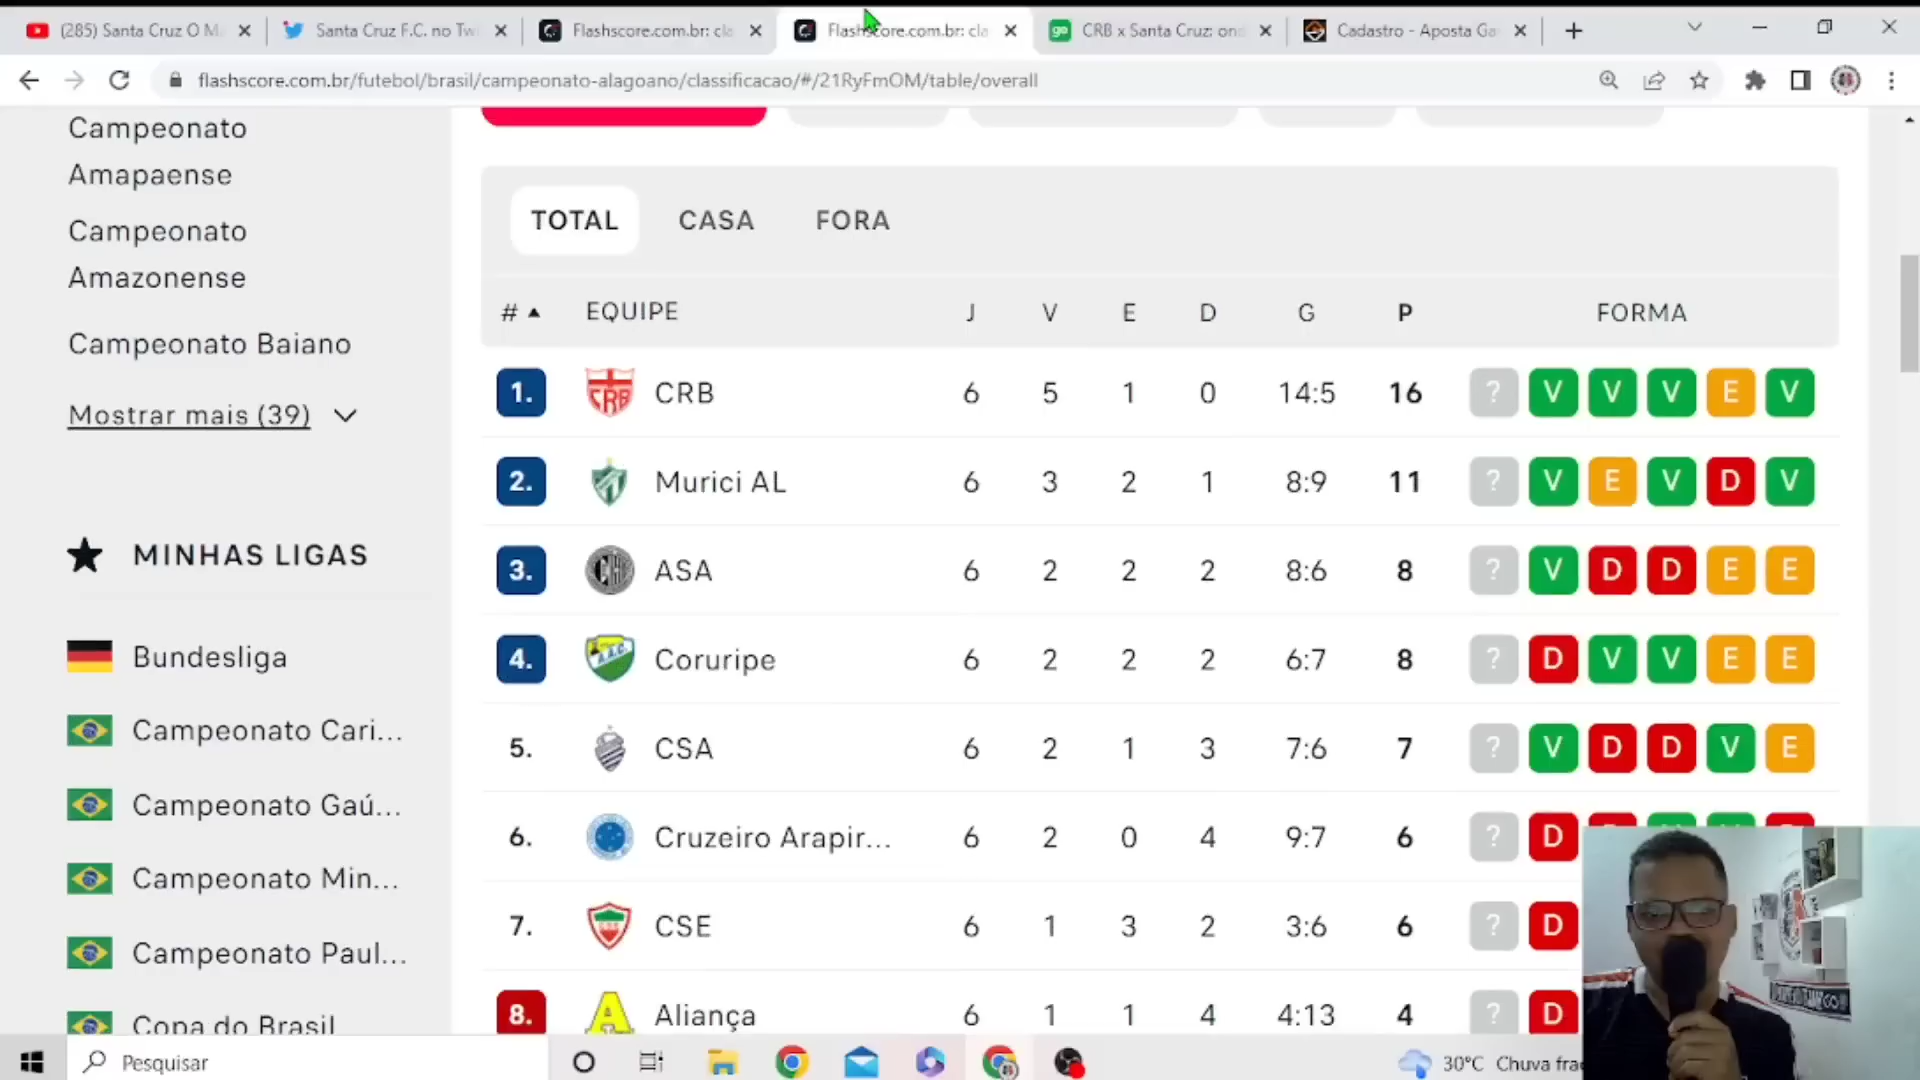 (285) Santa Cruz O M
Santa Cruz F.C. no Tw
Flashscore.com.br: cla
Flashscore.com.br: cla
CRB x Santa Cruz: on
Cadastro - Aposta Ga
flashscore.com.br/futebol/brasil/campeonato-alagoano/classificacao/#/21RyFmOM/table/overall
Campeonato
Amapaense
Campeonato
Amazonense
Campeonato Baiano
Mostrar mais (39)
MINHAS LIGAS
Bundesliga
Campeonato Cari...
Campeonato Gaú...
Campeonato Min...
Campeonato Paul...
Copa do Brasil
TOTAL CASA FORA
# EQUIPE J V E D G P FORMA
1. CRB 6 5 1 0 14:5 16 ? V V V E V
2. Murici AL 6 3 2 1 8:9 11 ? V E V D V
3. ASA 6 2 2 2 8:6 8 ? V D D E E
4. Coruripe 6 2 2 2 6:7 8 ? D V V E E
5. CSA 6 2 1 3 7:6 7 ? V D D V E
6. Cruzeiro Arapir... 6 2 0 4 9:7 6 ? D
7. CSE 6 1 3 2 3:6 6 ? D
8. Aliança 6 1 1 4 4:13 4 ? D
Pesquisar
30°C Chuva fra